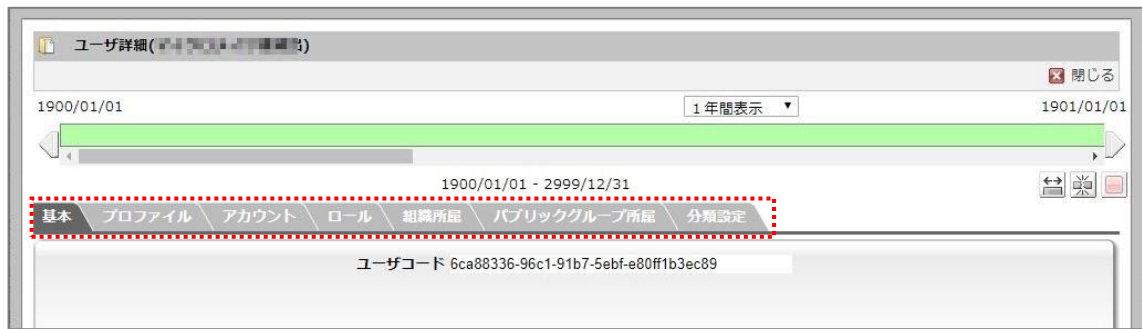 ユーザ詳細( )
閉じる
1900/01/01 1年間表示 ▼ 1901/01/01
1900/01/01 - 2999/12/31
基本 プロファイル アカウント ロール 組織所属 パブリックグループ所属 分類設定
ユーザコード 6ca88336-96c1-91b7-5ebf-e80ff1b3ec89